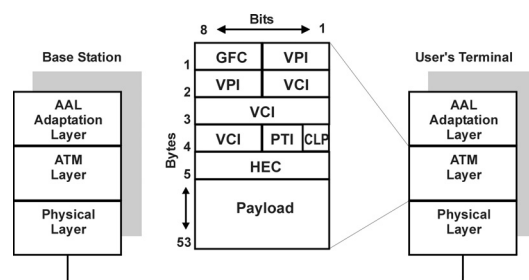 Bits
8 1
Base Station
User's Terminal
GFC VPI
1
VPI VCI
2
VCI
3
VCI PTI CLP
4
HEC
5
Payload
53
Bytes
AAL
Adaptation
Layer
ATM
Layer
Physical
Layer
AAL
Adaptation
Layer
ATM
Layer
Physical
Layer